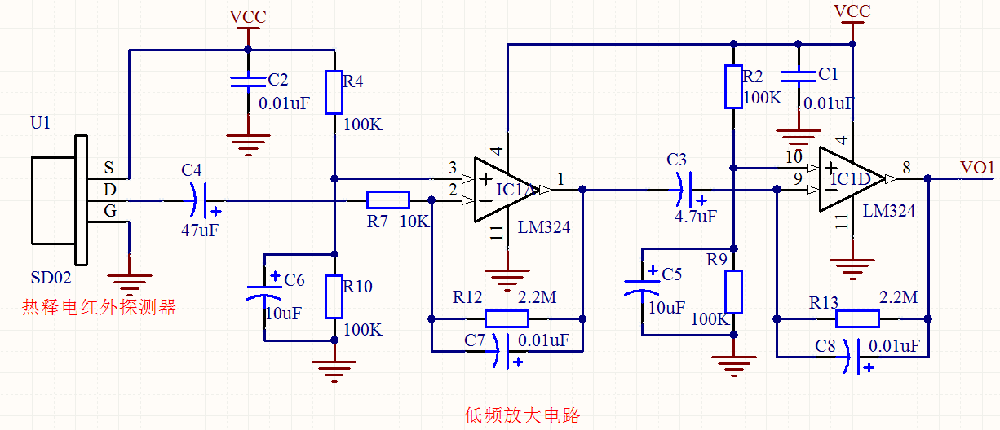 VCC
VCC
C2
0.01uF
R4
100K
R2
100K
C1
0.01uF
U1
S
D
G
SD02
热释电红外探测器
C4
47uF
R7
10K
3
2
4
11
1
IC1A
LM324
C3
4.7uF
10
9
4
11
8
IC1D
LM324
VO1
C6
10uF
R10
100K
R12
2.2M
C7
0.01uF
C5
10uF
R9
100K
R13
2.2M
C8
0.01uF
低频放大电路